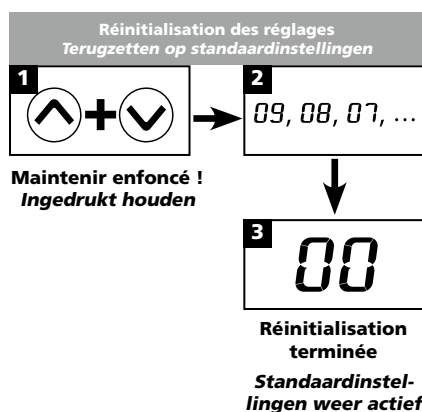 Réinitialisation des réglages
Terugzetten op standaardinstellingen
1
+
2
09, 08, 07, ...
Maintenir enfoncé !
Ingedrukt houden
3
00
Réinitialisation
terminée
Standaardinstel-
lingen weer actief